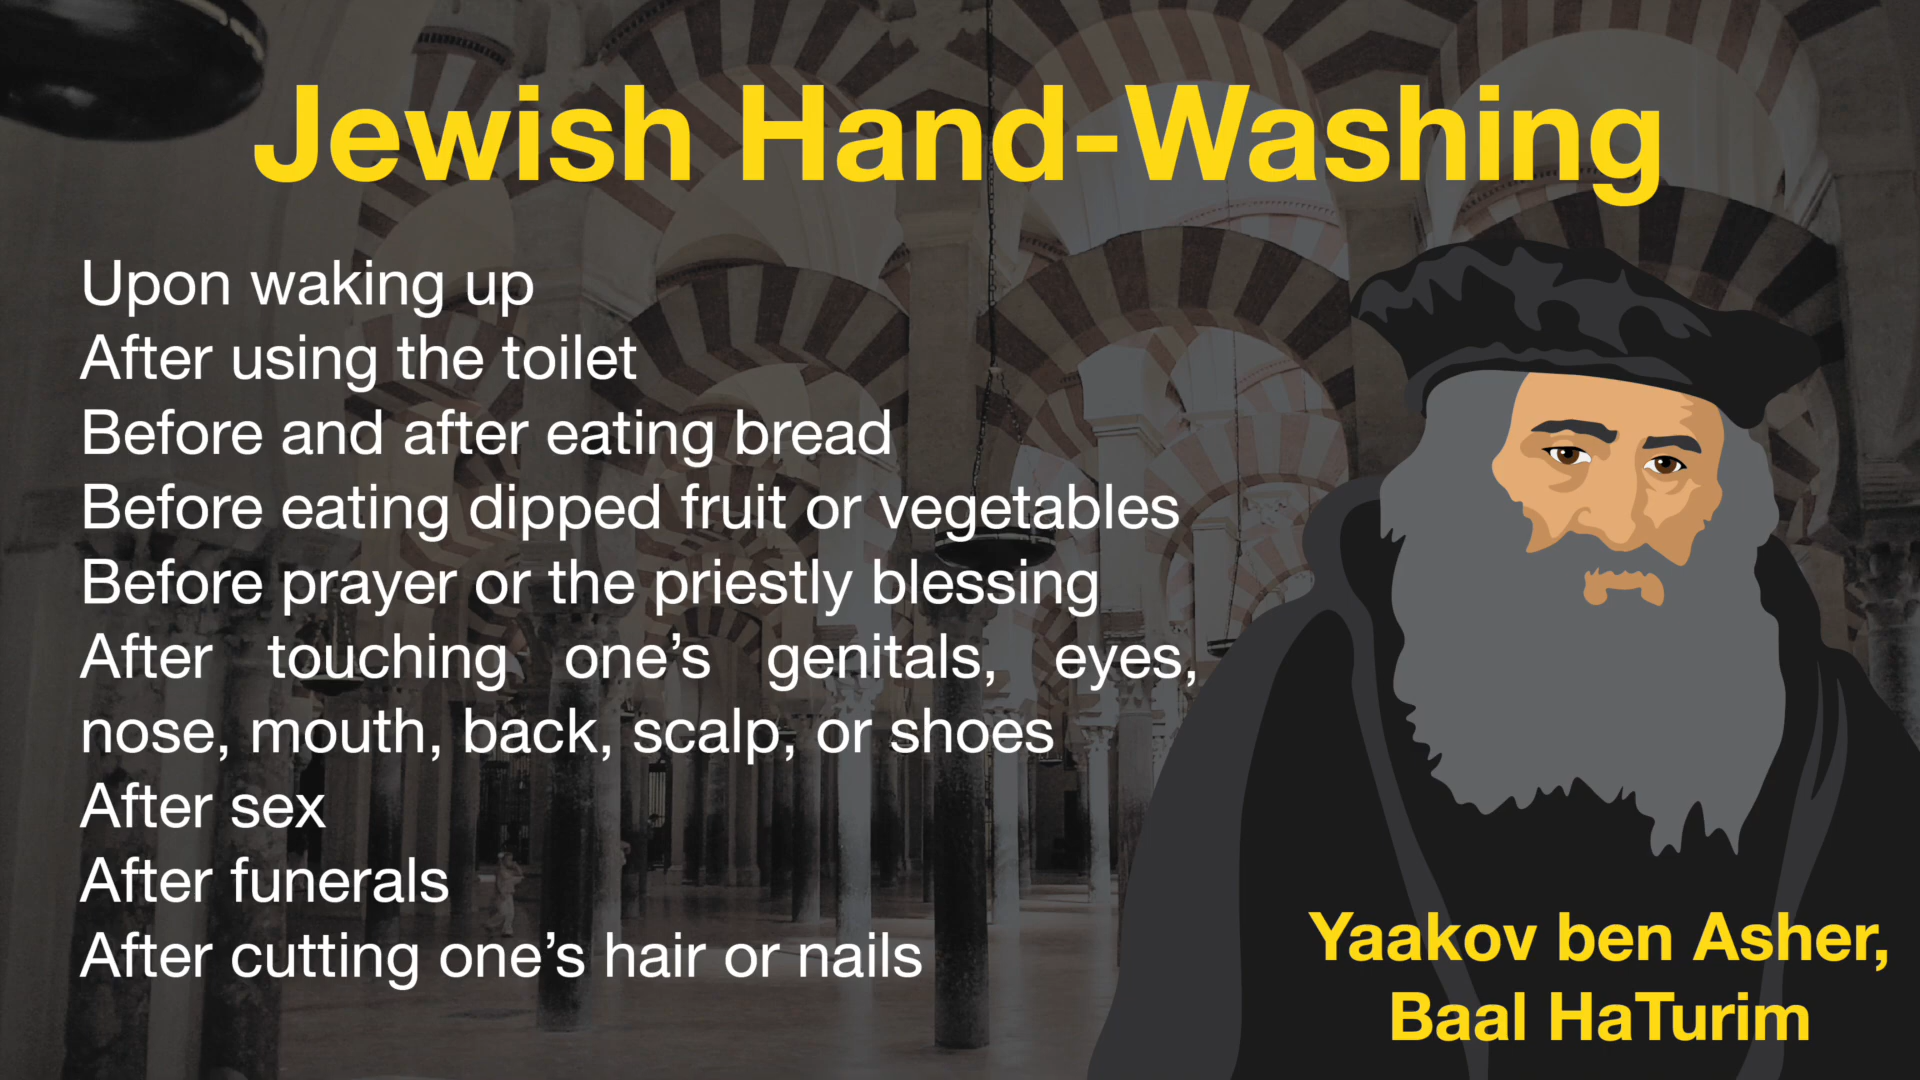 Jewish Hand-Washing
Upon waking up
After using the toilet
Before and after eating bread
Before eating dipped fruit or vegetables
Before prayer or the priestly blessing
After touching one’s genitals, eyes,
nose, mouth, back, scalp, or shoes
After sex
After funerals
After cutting one’s hair or nails
Yaakov ben Asher,
Baal HaTurim